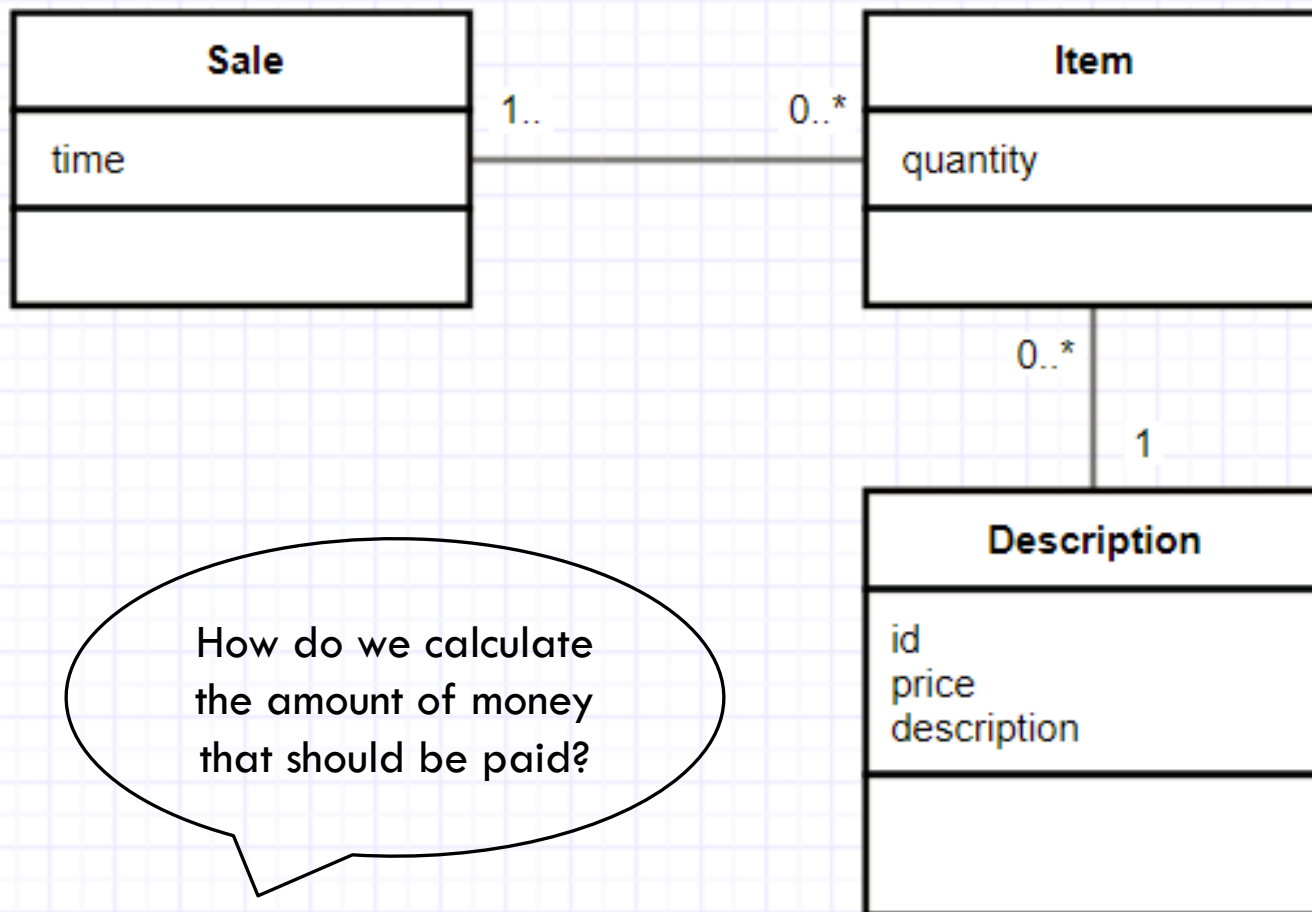 Sale
Item
1..
0..*
time
quantity
0..*
1
Description
id
price
description
How do we calculate
the amount of money
that should be paid?